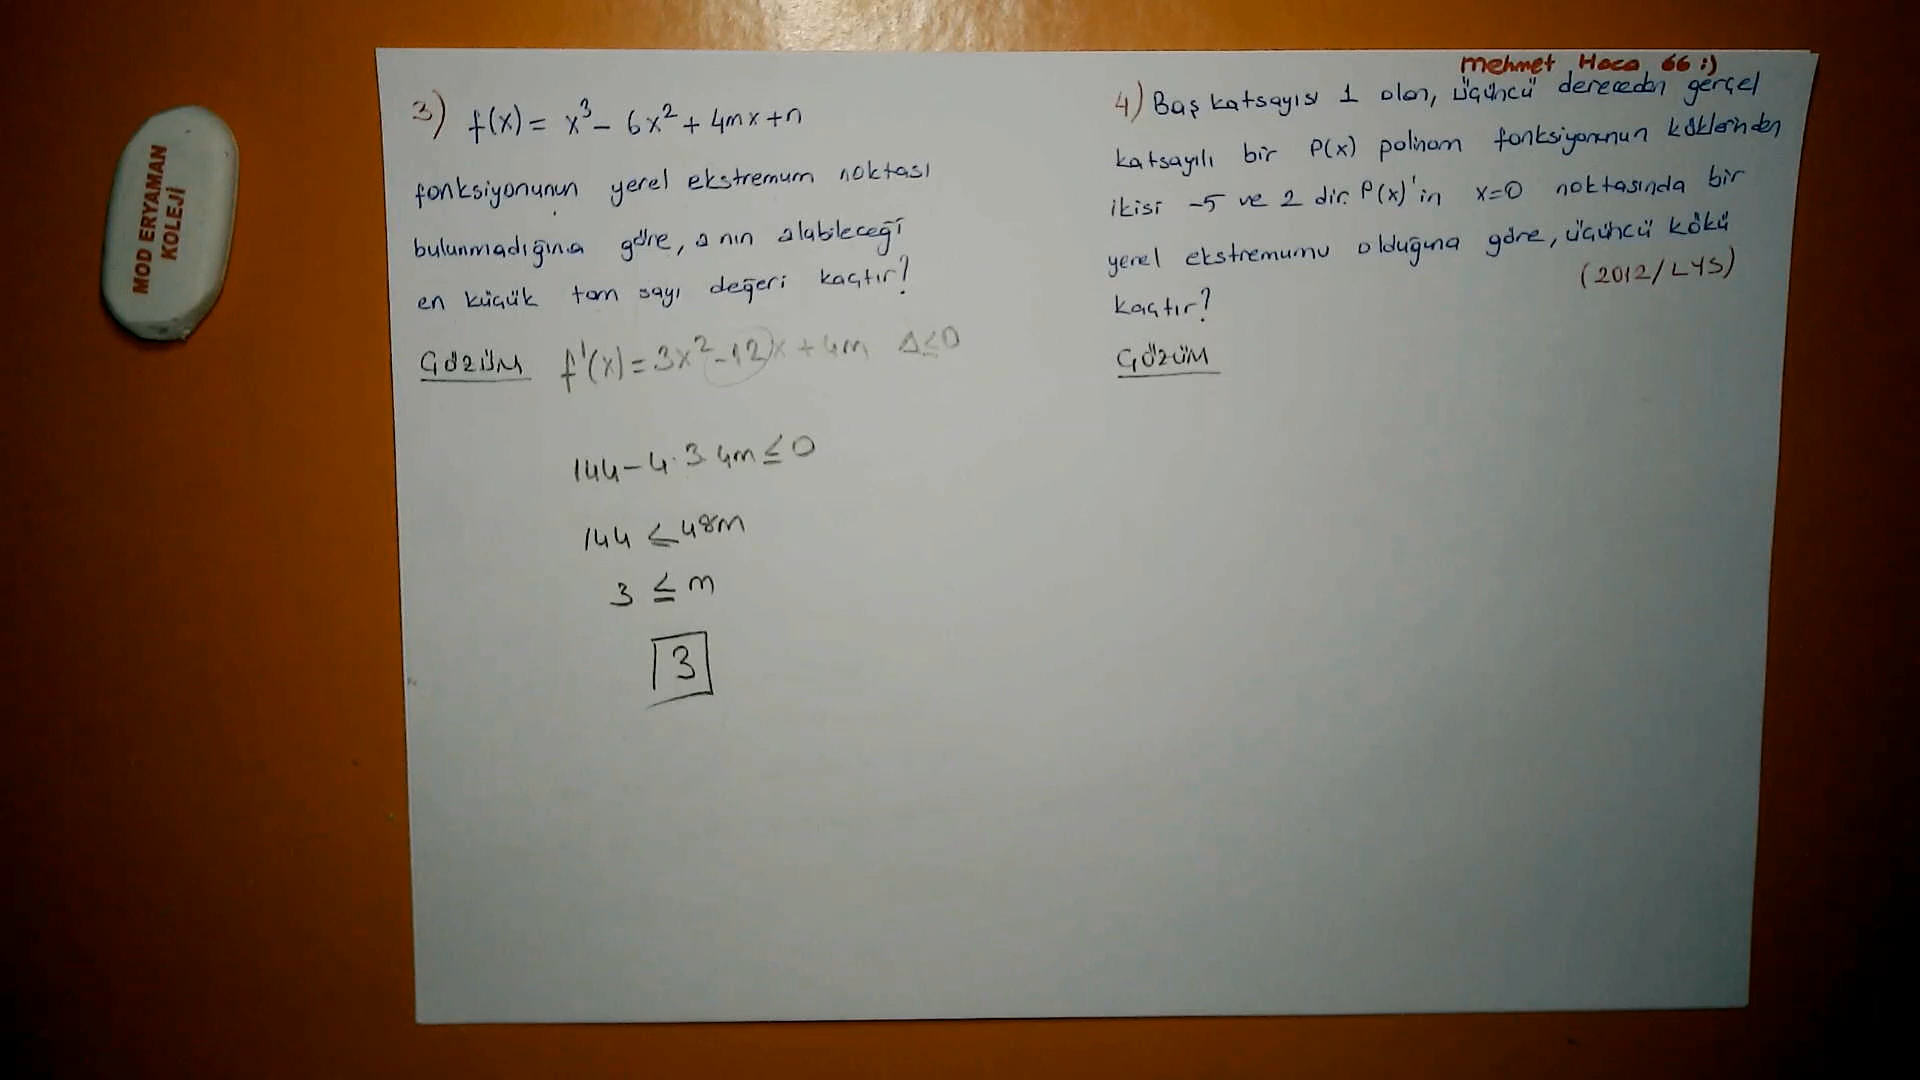 MOD ERYAMAN
KOLEJİ
3) f(x) = x³ - 6x² + 4mx + n
fonksiyonunun yerel ekstremum noktası
bulunmadığına göre, a nın alabileceği
en küçük tam sayı değeri kaçtır?
ÇÖZÜM f'(x) = 3x² - 12x + 4m Δ ≤ 0
144 - 4.3.4m ≤ 0
144 ≤ 48m
3 ≤ m
3
Mehmet Hoca 66 :)
4) Baş katsayısı 1 olan, üçüncü dereceden gerçel
katsayılı bir P(x) polinom fonksiyonunun köklerinden
ikisi -5 ve 2 dir. P(x)'in x=0 noktasında bir
yerel ekstremumu olduğuna göre, üçüncü kökü
kaçtır?
(2012/LYS)
ÇÖZÜM